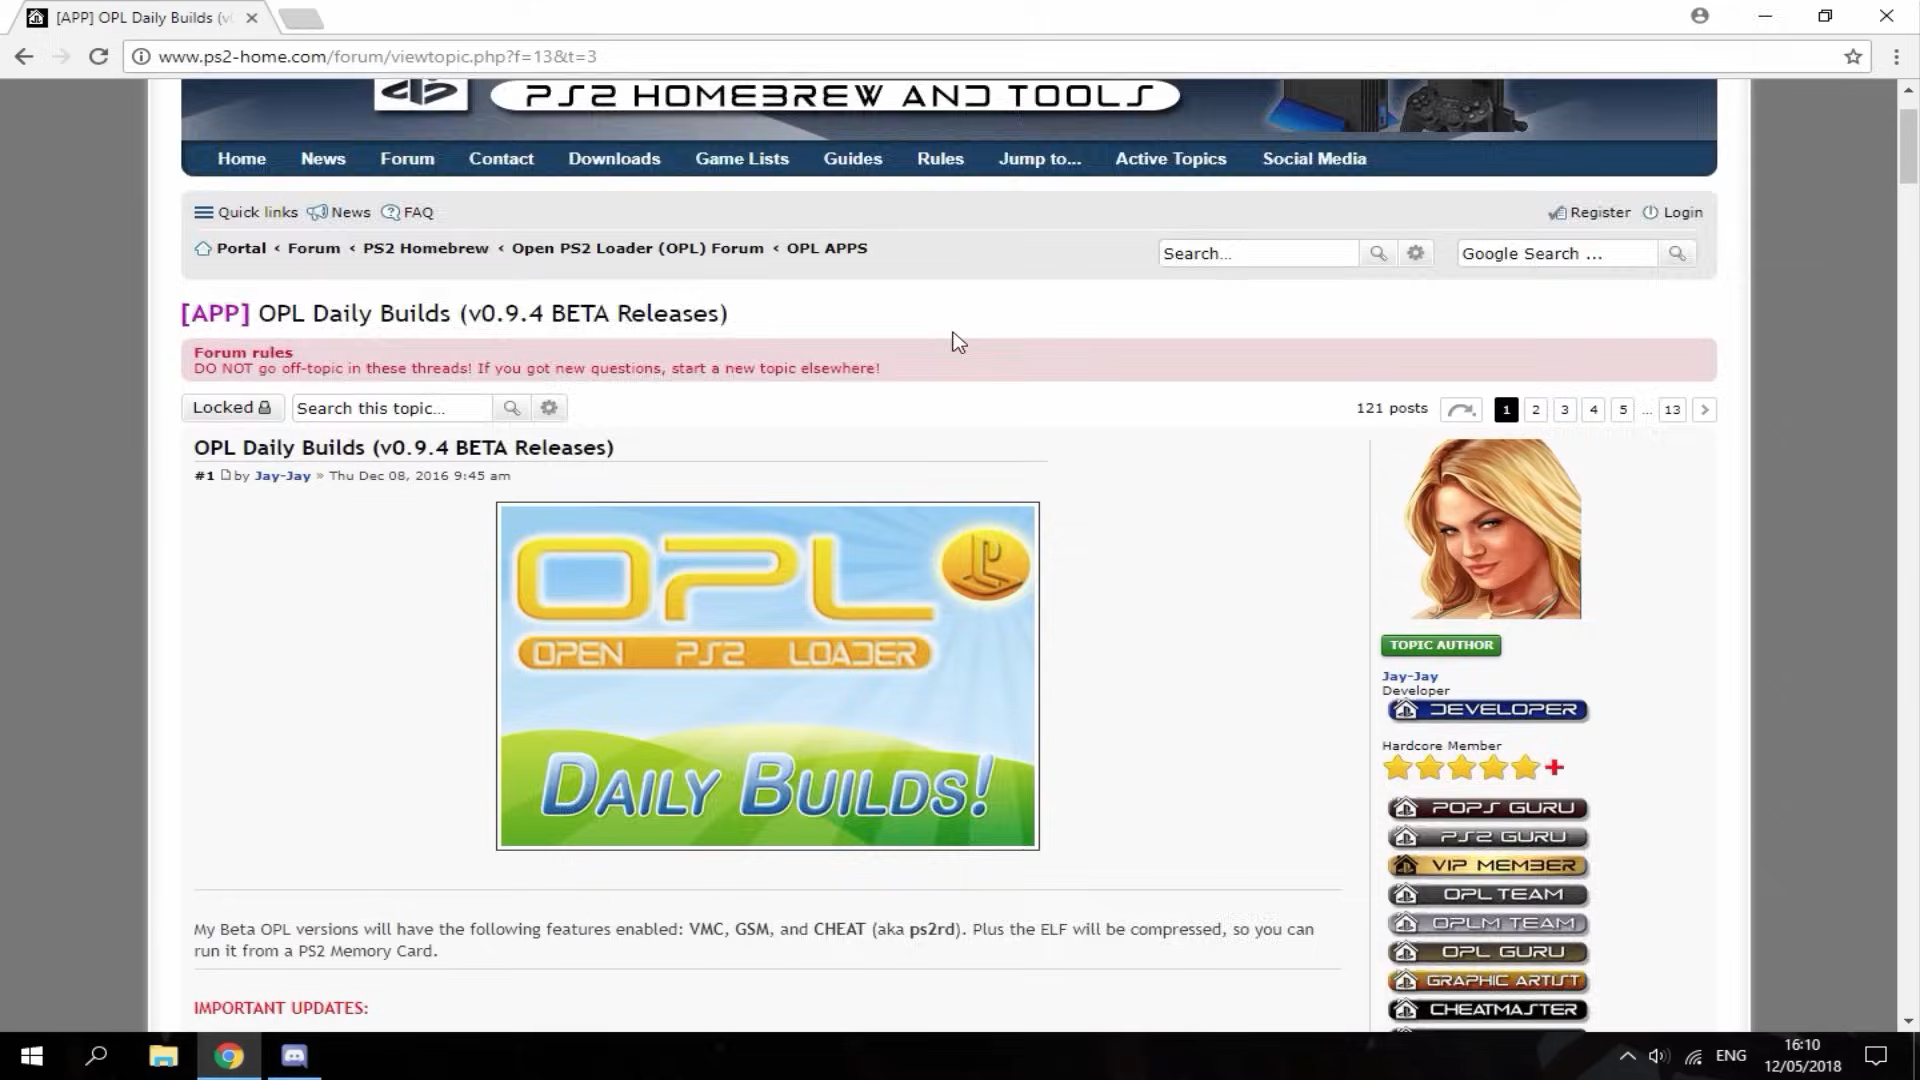 [APP] OPL Daily Builds (v
www.ps2-home.com/forum/viewtopic.php?f=13&t=3
PS2 HOMEBREW AND TOOLS
Home News Forum Contact Downloads Game Lists Guides Rules Jump to... Active Topics Social Media
Quick links News FAQ Register Login
Portal ‹ Forum ‹ PS2 Homebrew ‹ Open PS2 Loader (OPL) Forum ‹ OPL APPS Search... Google Search ...
[APP] OPL Daily Builds (v0.9.4 BETA Releases)
Forum rules
DO NOT go off-topic in these threads! If you got new questions, start a new topic elsewhere!
Locked Search this topic... 121 posts 1 2 3 4 5 ... 13
OPL Daily Builds (v0.9.4 BETA Releases)
#1 by Jay-Jay » Thu Dec 08, 2016 9:45 am
OPL
OPEN PS2 LOADER
DAILY BUILDS!
TOPIC AUTHOR
Jay-Jay
Developer
DEVELOPER
Hardcore Member
POPS GURU
PS2 GURU
VIP MEMBER
OPL TEAM
OPLM TEAM
OPL GURU
GRAPHIC ARTIST
CHEATMASTER
My Beta OPL versions will have the following features enabled: VMC, GSM, and CHEAT (aka ps2rd). Plus the ELF will be compressed, so you can
run it from a PS2 Memory Card.
IMPORTANT UPDATES:
ENG
16:10
12/05/2018